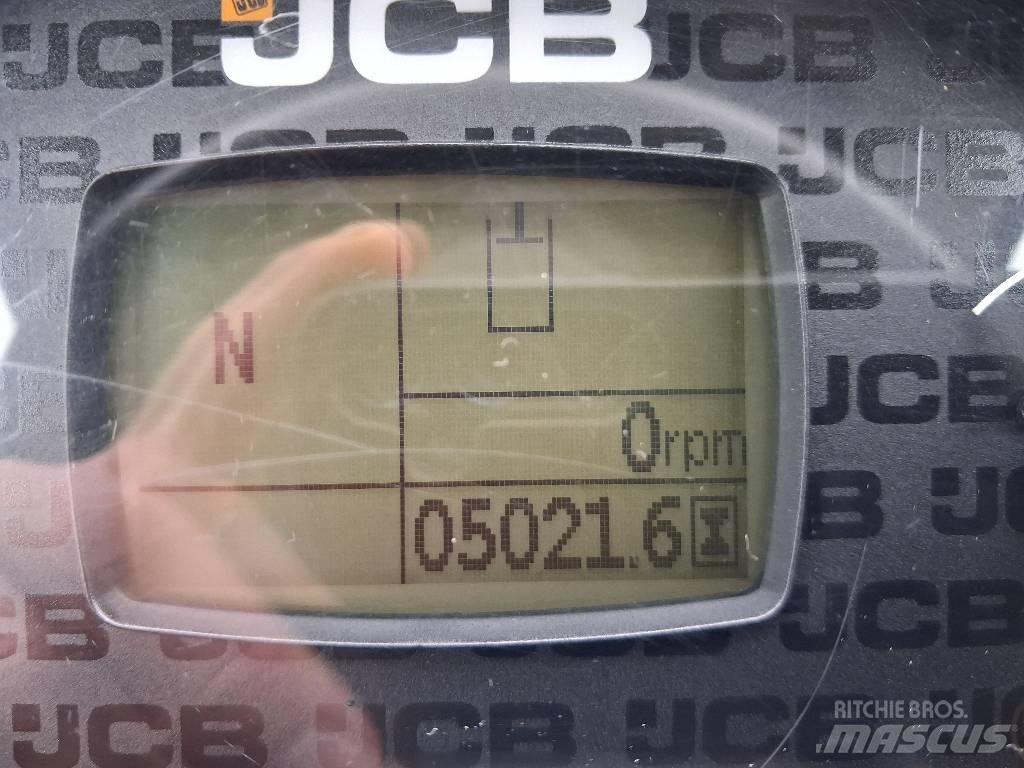 JCB
N
0rpm
05021.6
RITCHIE BROS.
MASCUS